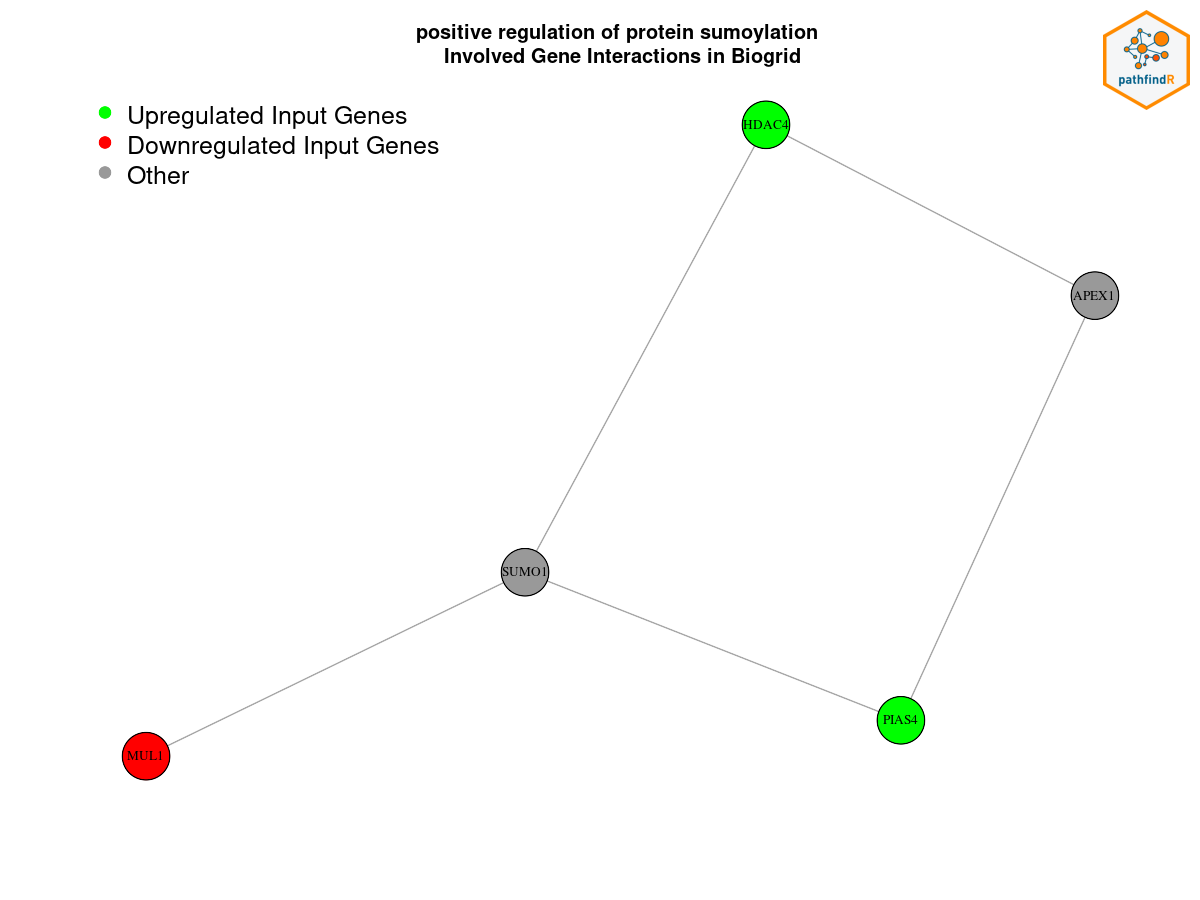 positive regulation of protein sumoylation
Involved Gene Interactions in Biogrid
pathfindR
Upregulated Input Genes
Downregulated Input Genes
Other
HDAC4
APEX1
SUMO1
PIAS4
MUL1